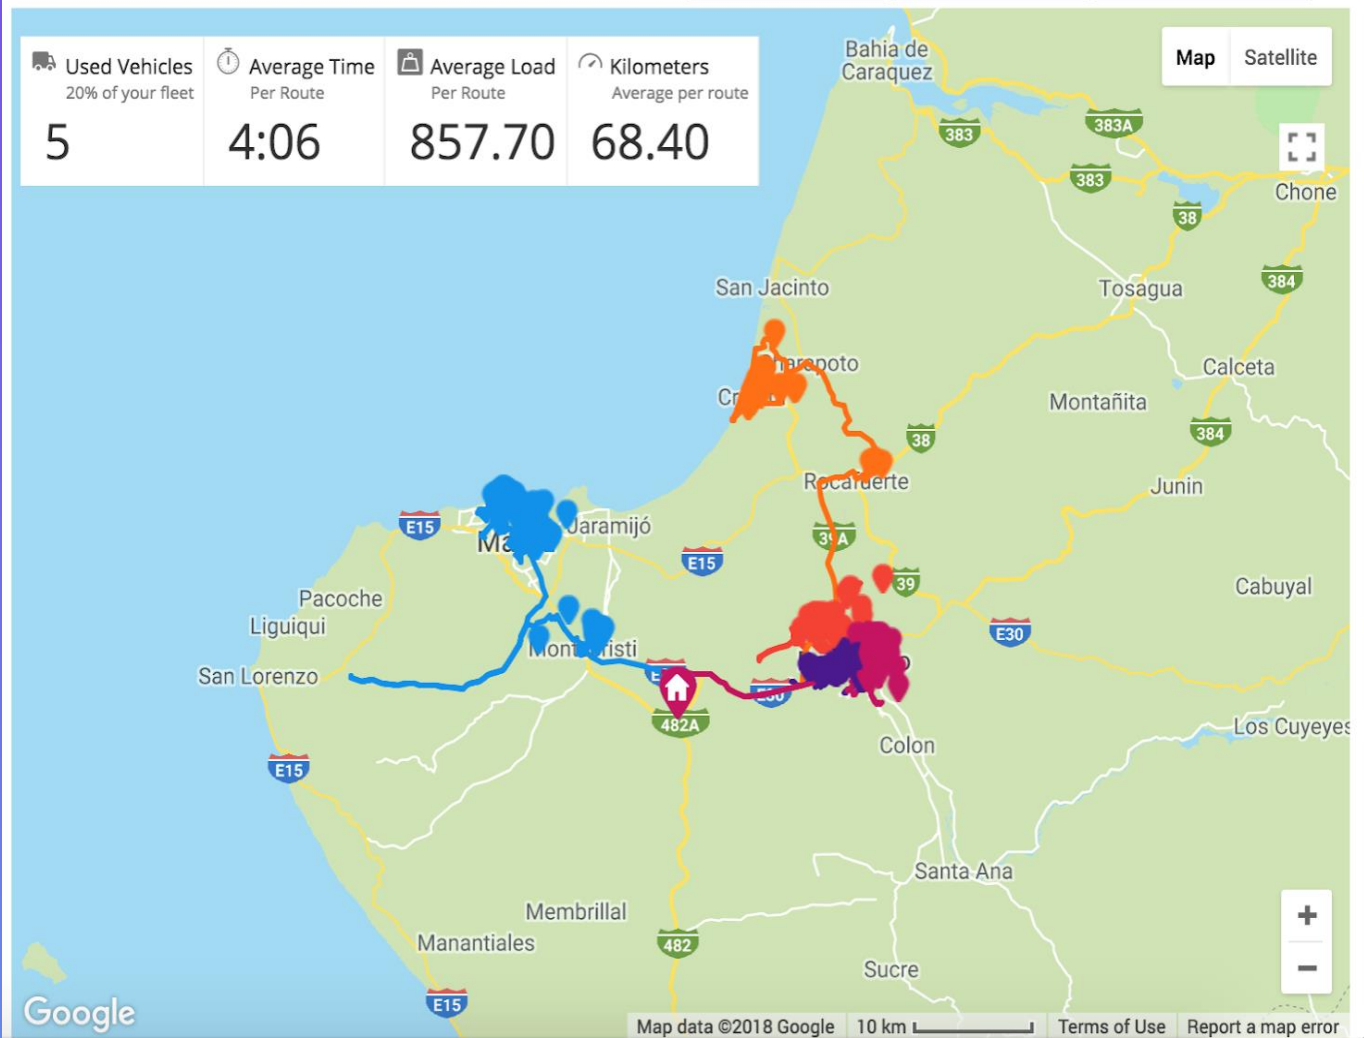 Used Vehicles
20% of your fleet
5
Average Time
Per Route
4:06
Average Load
Per Route
857.70
Kilometers
Average per route
68.40
Map
Satellite
Bahia de
Caraquez
383A
383
383
Chone
38
San Jacinto
Tosagua
384
Calceta
Montañita
384
38
Rocafuerte
Junin
E15
Jaramijó
39A
E15
39
Cabuyal
Pacoche
Liguiqui
E30
San Lorenzo
E30
482A
Los Cuyeyes
Colon
E15
Santa Ana
Membrillal
Manantiales
482
Sucre
E15
Google
Map data ©2018 Google
10 km
Terms of Use
Report a map error